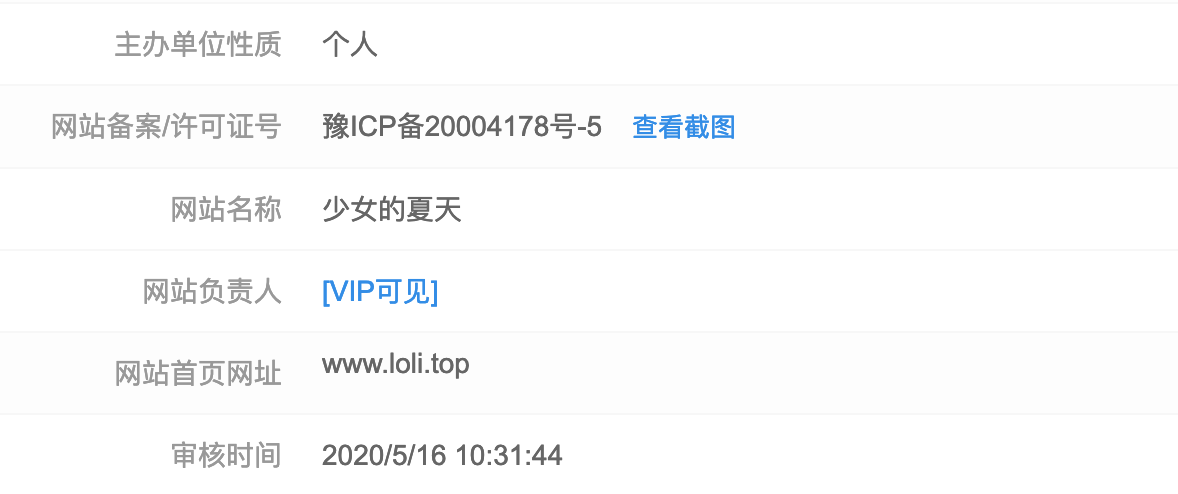 主办单位性质 个人
网站备案/许可证号 豫ICP备20004178号-5 查看截图
网站名称 少女的夏天
网站负责人 [VIP可见]
网站首页网址 www.loli.top
审核时间 2020/5/16 10:31:44